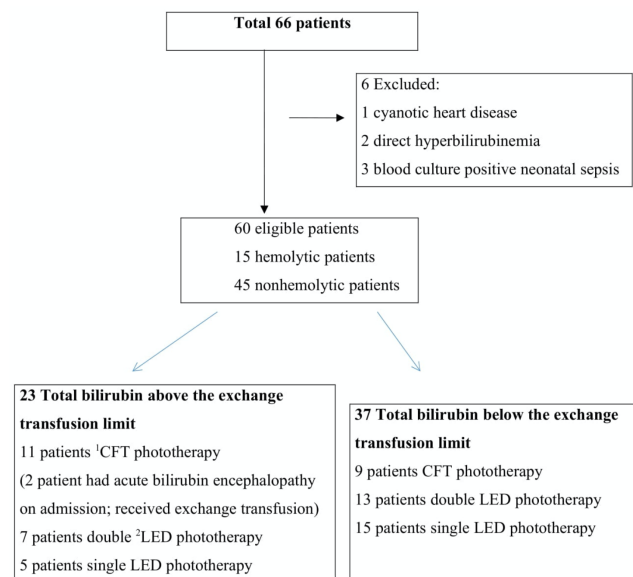 Total 66 patients
6 Excluded:
1 cyanotic heart disease
2 direct hyperbilirubinemia
3 blood culture positive neonatal sepsis
60 eligible patients
15 hemolytic patients
45 nonhemolytic patients
23 Total bilirubin above the exchange
transfusion limit
11 patients ¹CFT phototherapy
(2 patient had acute bilirubin encephalopathy
on admission; received exchange transfusion)
7 patients double ²LED phototherapy
5 patients single LED phototherapy
37 Total bilirubin below the exchange
transfusion limit
9 patients CFT phototherapy
13 patients double LED phototherapy
15 patients single LED phototherapy